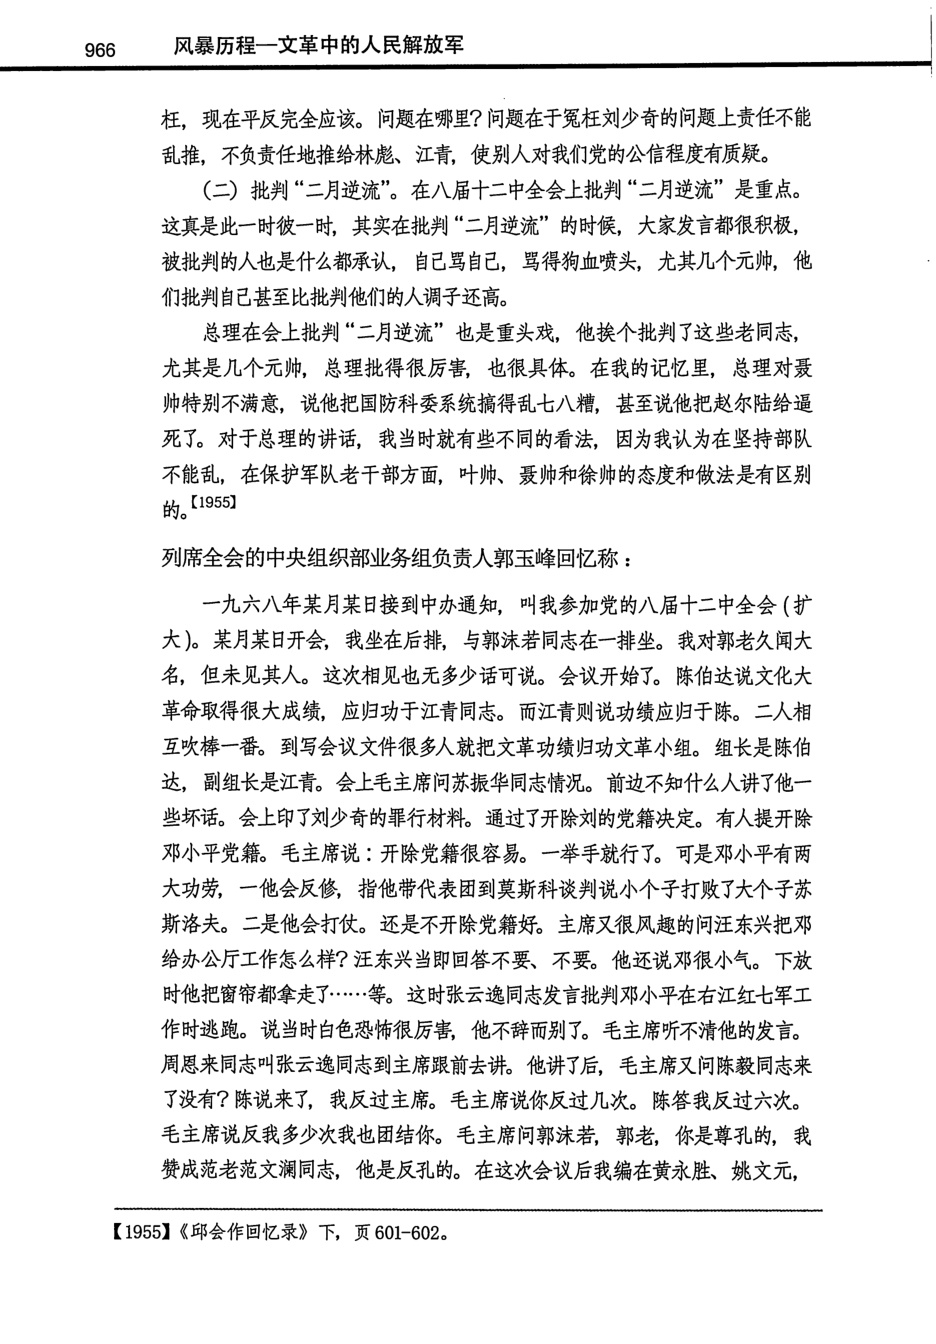 966 风暴历程—文革中的人民解放军
枉，现在平反完全应该。问题在哪里？问题在于冤枉刘少奇的问题上责任不能
乱推，不负责任地推给林彪、江青，使别人对我们党的公信程度有质疑。
（二）批判“二月逆流”。在八届十二中全会上批判“二月逆流”是重点。
这真是此一时彼一时，其实在批判“二月逆流”的时候，大家发言都很积极，
被批判的人也是什么都承认，自己骂自己，骂得狗血喷头，尤其几个元帅，他
们批判自己甚至比批判他们的人调子还高。
总理在会上批判“二月逆流”也是重头戏，他挨个批判了这些老同志，
尤其是几个元帅，总理批得很厉害，也很具体。在我的记忆里，总理对聂
帅特别不满意，说他把国防科委系统搞得乱七八糟，甚至说他把赵尔陆给逼
死了。对于总理的讲话，我当时就有些不同的看法，因为我认为在坚持部队
不能乱，在保护军队老干部方面，叶帅、聂帅和徐帅的态度和做法是有区别
的。【1955】
列席全会的中央组织部业务组负责人郭玉峰回忆称：
一九六八年某月某日接到中办通知，叫我参加党的八届十二中全会（扩
大）。某月某日开会，我坐在后排，与郭沫若同志在一排坐。我对郭老久闻大
名，但未见其人。这次相见也无多少话可说。会议开始了。陈伯达说文化大
革命取得很大成绩，应归功于江青同志。而江青则说功绩应归于陈。二人相
互吹捧一番。到写会议文件很多人就把文革功绩归功文革小组。组长是陈伯
达，副组长是江青。会上毛主席问苏振华同志情况。前边不知什么人讲了他一
些坏话。会上印了刘少奇的罪行材料。通过了开除刘的党籍决定。有人提开除
邓小平党籍。毛主席说：开除党籍很容易。一举手就行了。可是邓小平有两
大功劳，一他会反修，指他带代表团到莫斯科谈判说小个子打败了大个子苏
斯洛夫。二是他会打仗。还是不开除党籍好。主席又很风趣的问汪东兴把邓
给办公厅工作怎么样？汪东兴当即回答不要、不要。他还说邓很小气。下放
时他把窗帘都拿走了……等。这时张云逸同志发言批判邓小平在右江红七军工
作时逃跑。说当时白色恐怖很厉害，他不辞而别了。毛主席听不清他的发言。
周恩来同志叫张云逸同志到主席跟前去讲。他讲了后，毛主席又问陈毅同志来
了没有？陈说来了，我反过主席。毛主席说你反过几次。陈答我反过六次。
毛主席说反我多少次我也团结你。毛主席问郭沫若，郭老，你是尊孔的，我
赞成范老范文澜同志，他是反孔的。在这次会议后我编在黄永胜、姚文元，
【1955】《邱会作回忆录》下，页601-602。